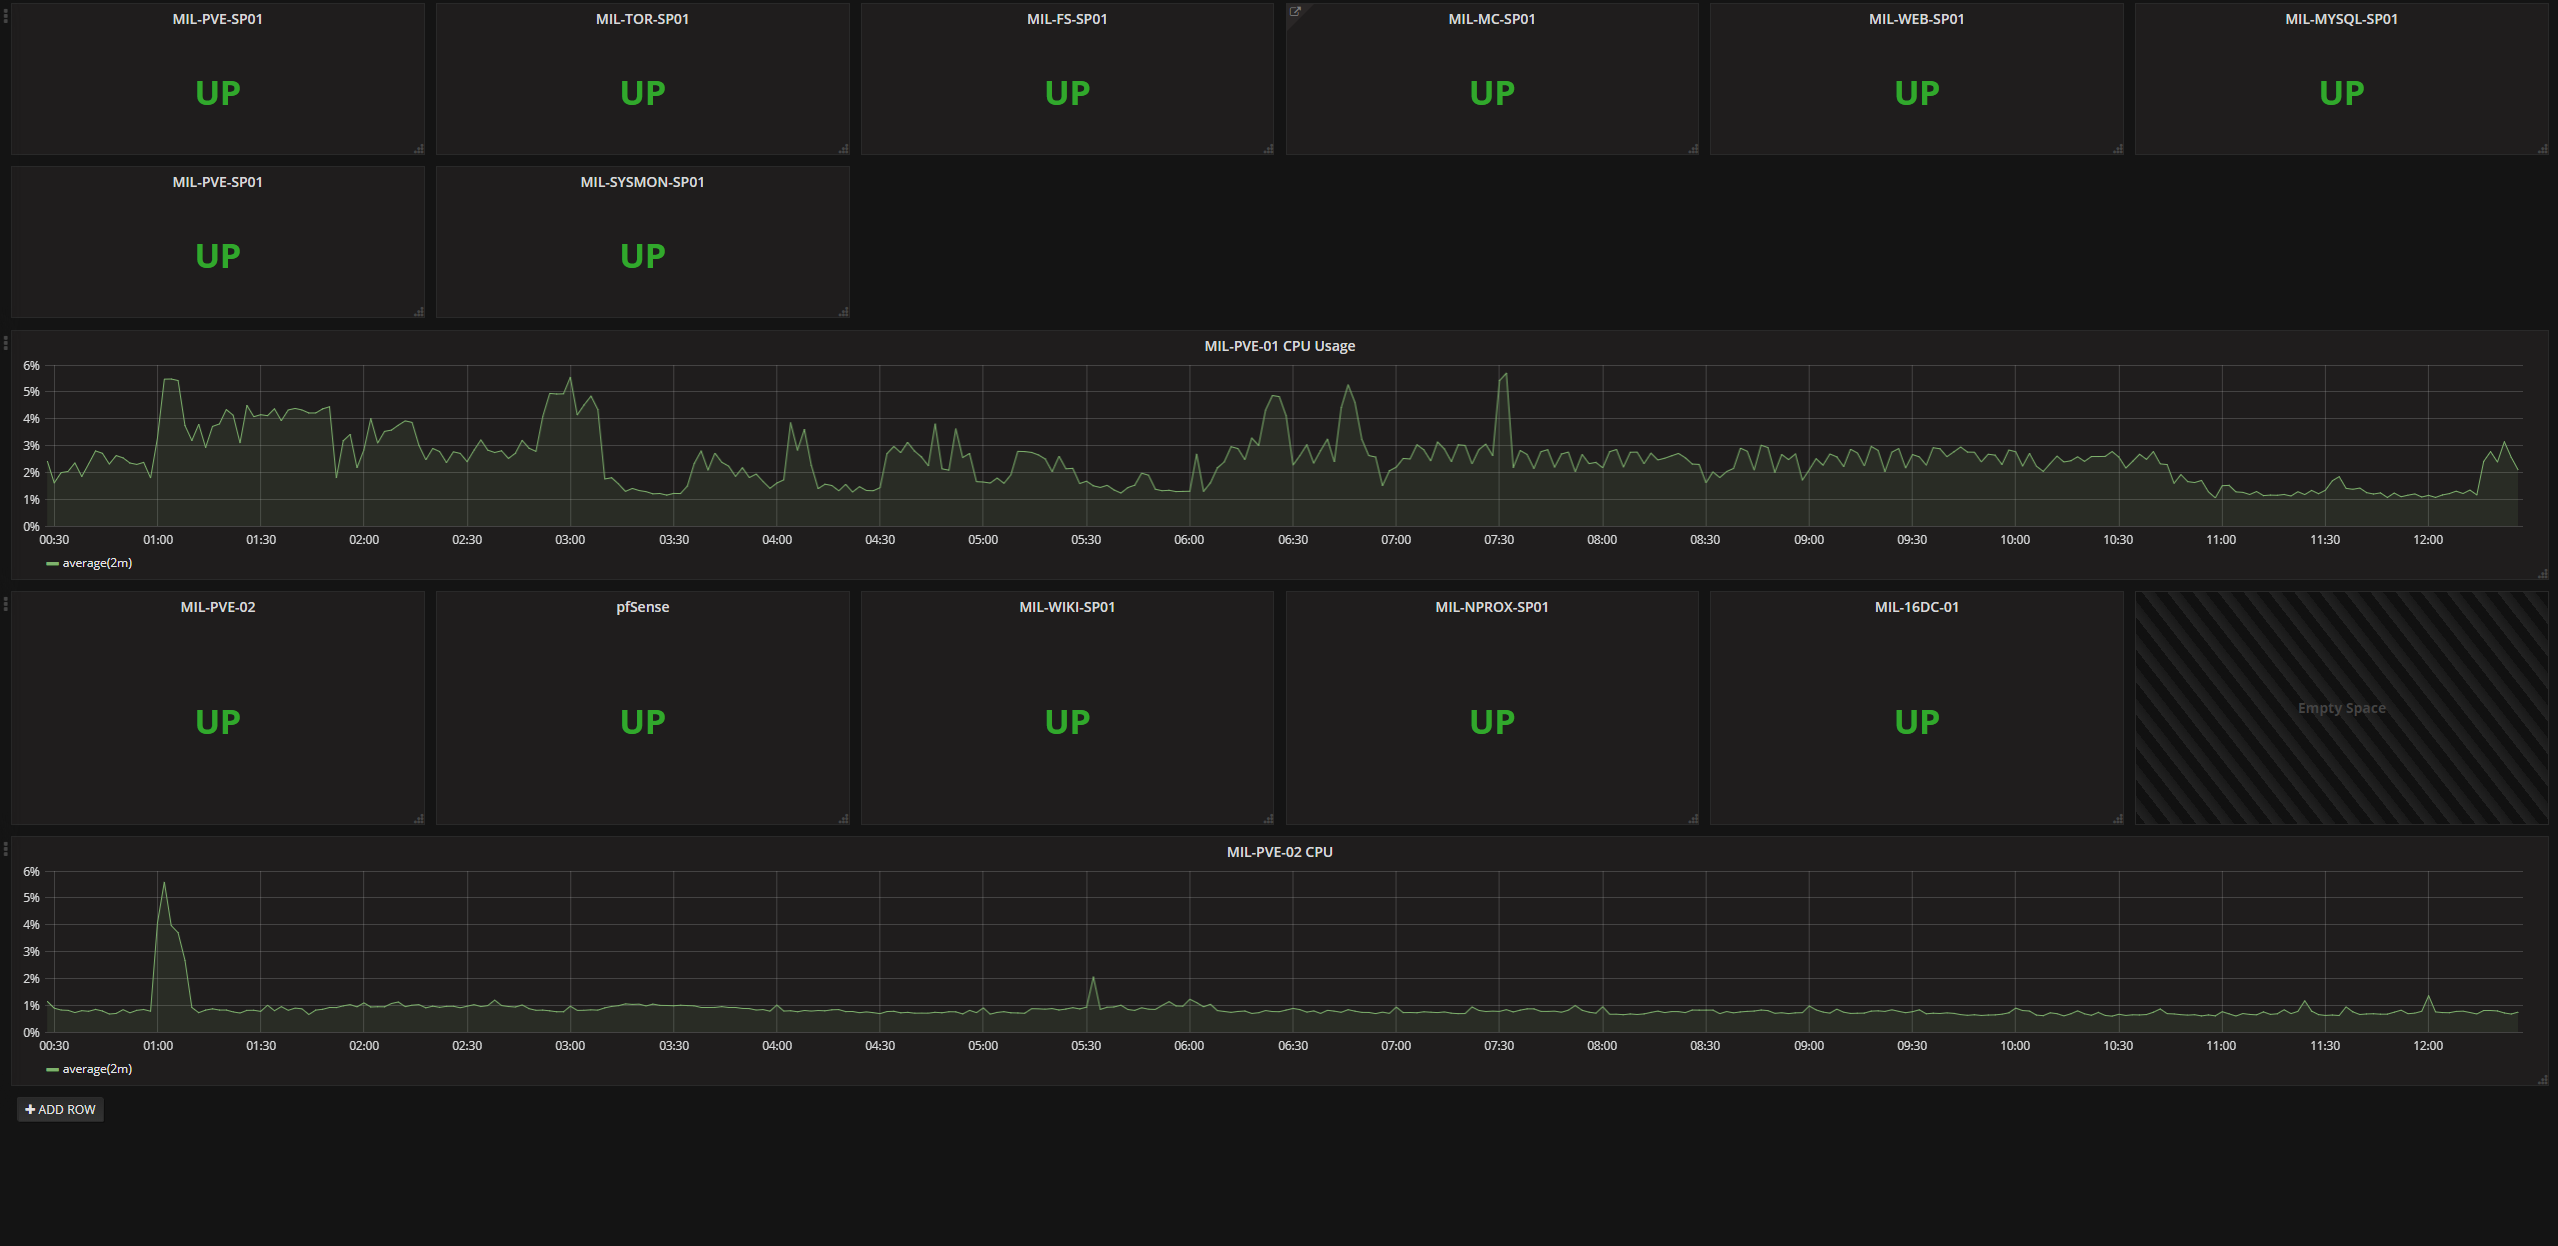 MIL-PVE-SP01 MIL-TOR-SP01 MIL-FS-SP01 MIL-MC-SP01 MIL-WEB-SP01 MIL-MYSQL-SP01
UP UP UP UP UP UP
MIL-PVE-SP01 MIL-SYSMON-SP01
UP UP
MIL-PVE-01 CPU Usage
6%
5%
4%
3%
2%
1%
0%
00:30 01:00 01:30 02:00 02:30 03:00 03:30 04:00 04:30 05:00 05:30 06:00 06:30 07:00 07:30 08:00 08:30 09:00 09:30 10:00 10:30 11:00 11:30 12:00
average(2m)
MIL-PVE-02 pfSense MIL-WIKI-SP01 MIL-NPROX-SP01 MIL-16DC-01
UP UP UP UP UP
Empty Space
MIL-PVE-02 CPU
6%
5%
4%
3%
2%
1%
0%
00:30 01:00 01:30 02:00 02:30 03:00 03:30 04:00 04:30 05:00 05:30 06:00 06:30 07:00 07:30 08:00 08:30 09:00 09:30 10:00 10:30 11:00 11:30 12:00
average(2m)
+ ADD ROW